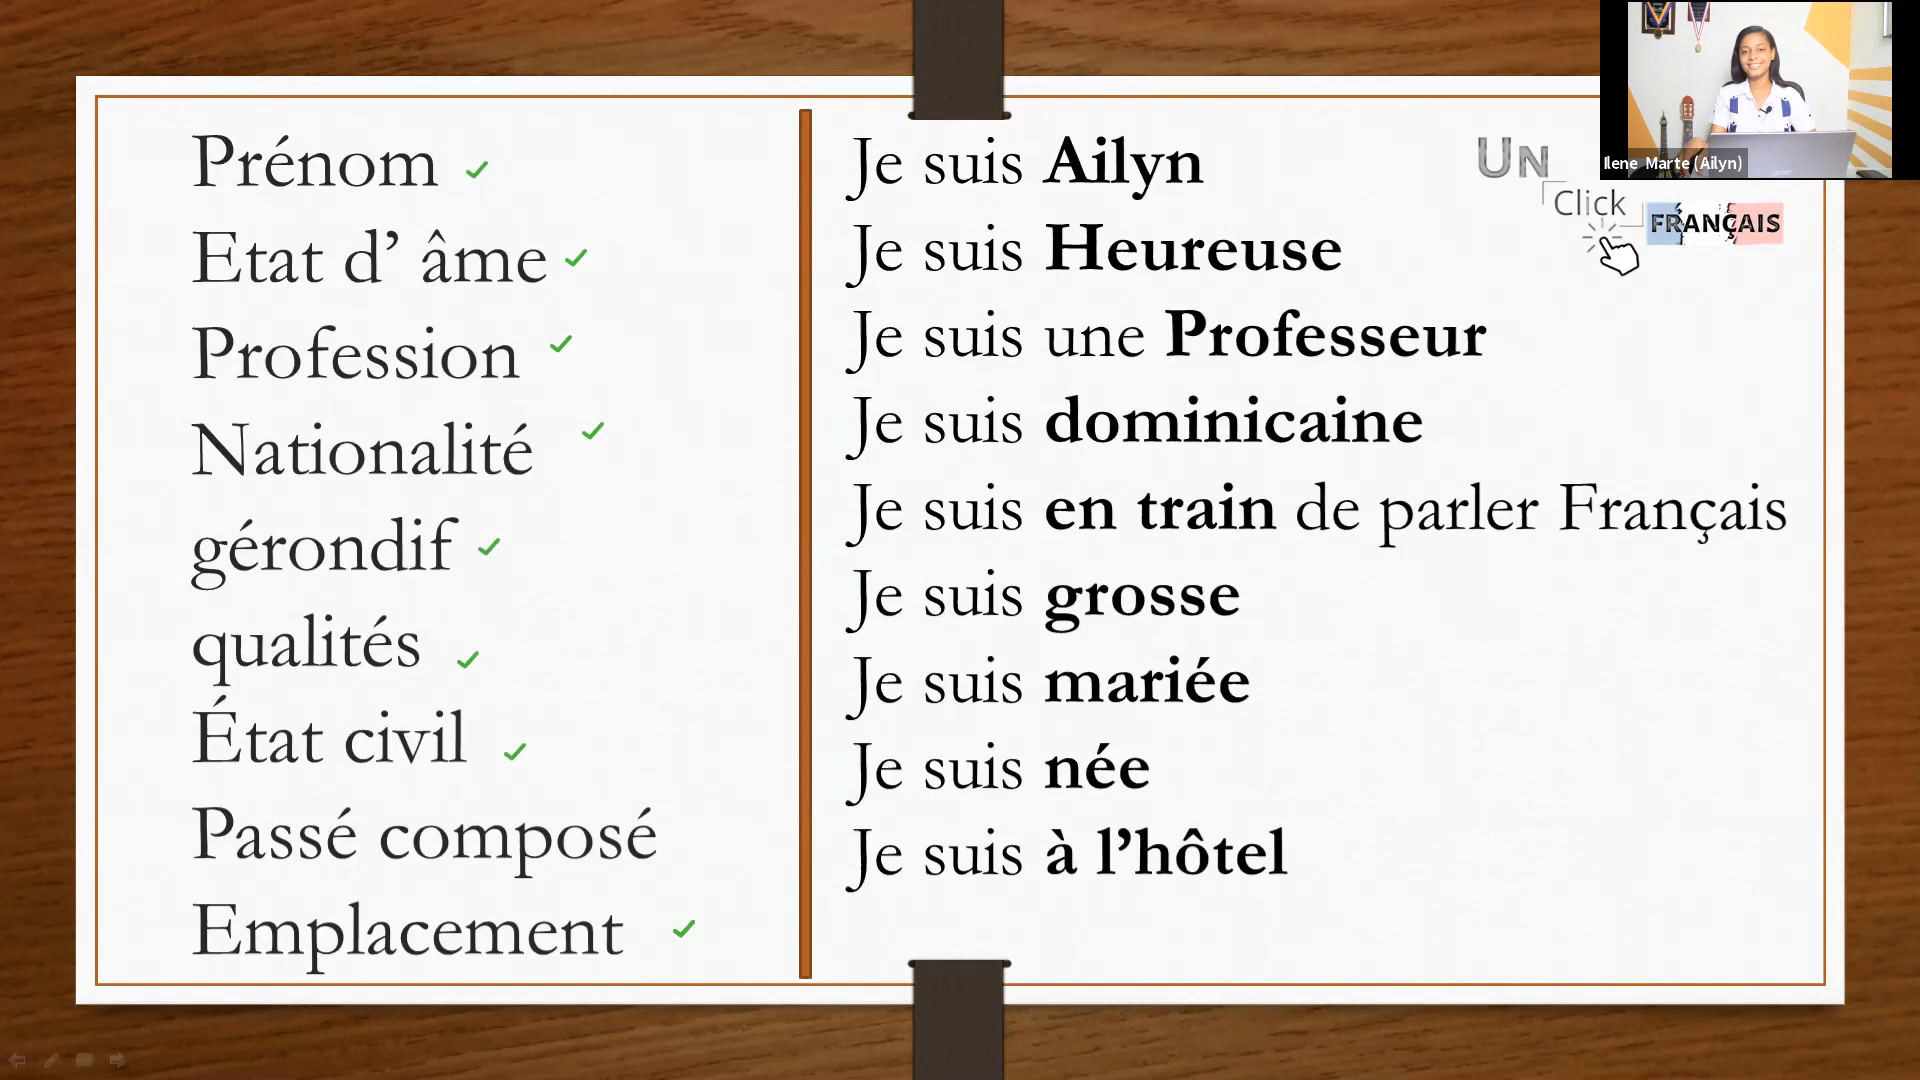 Prénom
Etat d’ âme
Profession
Nationalité
gérondif
qualités
État civil
Passé composé
Emplacement
Je suis Ailyn
Je suis Heureuse
Je suis une Professeur
Je suis dominicaine
Je suis en train de parler Français
Je suis grosse
Je suis mariée
Je suis née
Je suis à l’hôtel
UN
Click
FRANÇAIS
Ilene Marte (Ailyn)